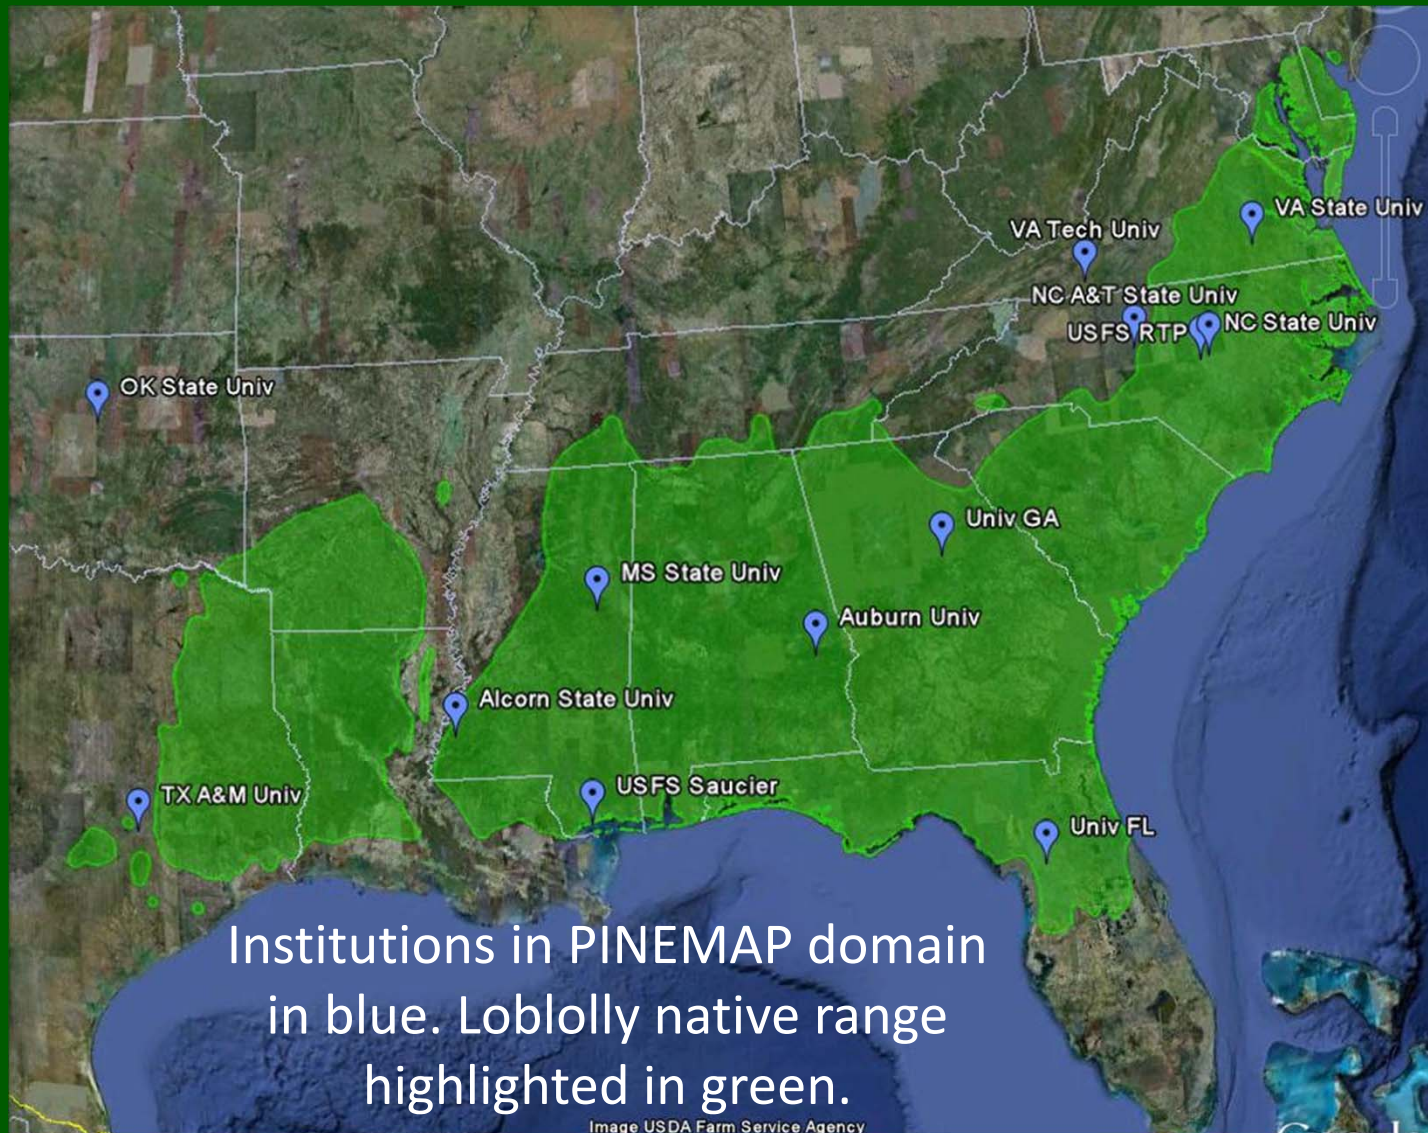 VA State Univ
VA Tech Univ
NC A&T State Univ
USFS RTP
NC State Univ
OK State Univ
Univ GA
MS State Univ
Auburn Univ
Alcorn State Univ
USFS Saucier
TX A&M Univ
Univ FL
Institutions in PINEMAP domain
in blue. Loblolly native range
highlighted in green.
Image USDA Farm Service Agency